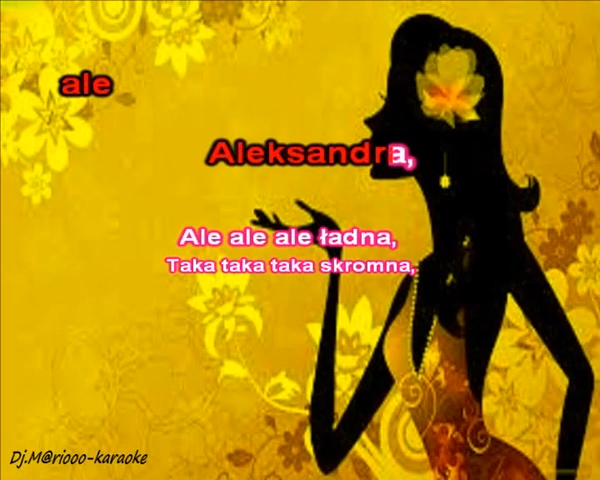 ale
Aleksandra,
Ale ale ale ładna,
Taka taka taka skromna,
Dj.M@riooo-karaoke